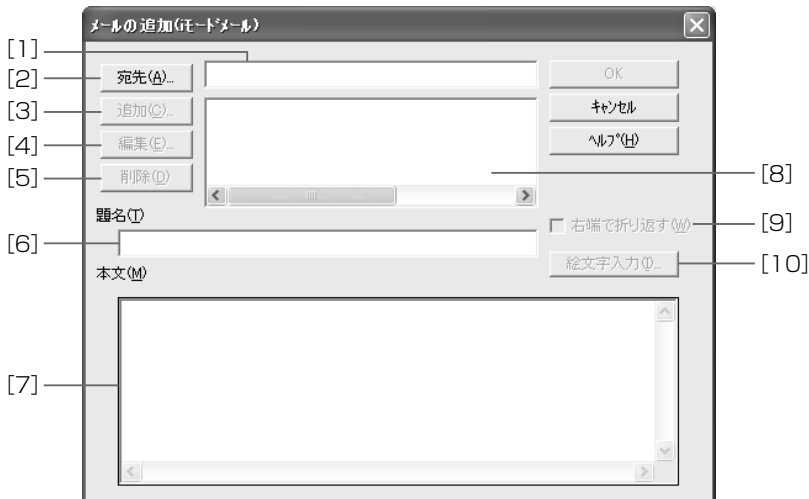 メールの追加(iモードメール)
[1]
[2] 宛先(A)... OK
[3] 追加(C)... キャンセル
[4] 編集(E)... ヘルプ(H)
[5] 削除(D) [8]
題名(T)
[6] 右端で折り返す(W) [9]
本文(M) 絵文字入力(I)... [10]
[7]